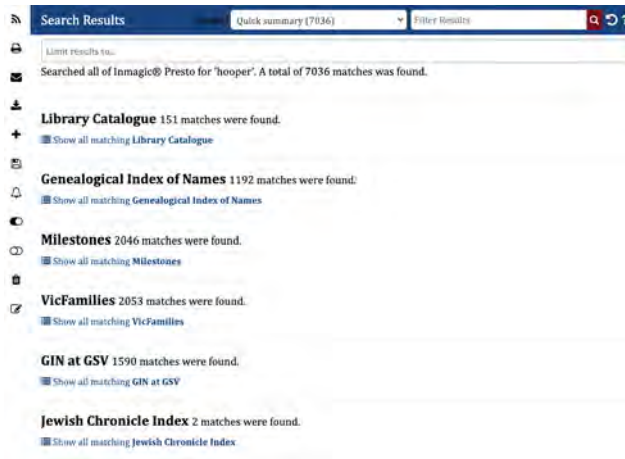 Search Results
Quick summary (7036)
Filter Results
Limit results to...
Searched all of Inmagic® Presto for 'hooper'. A total of 7036 matches was found.
Library Catalogue 151 matches were found.
Show all matching Library Catalogue
Genealogical Index of Names 1192 matches were found.
Show all matching Genealogical Index of Names
Milestones 2046 matches were found.
Show all matching Milestones
VicFamilies 2053 matches were found.
Show all matching VicFamilies
GIN at GSV 1590 matches were found.
Show all matching GIN at GSV
Jewish Chronicle Index 2 matches were found.
Show all matching Jewish Chronicle Index